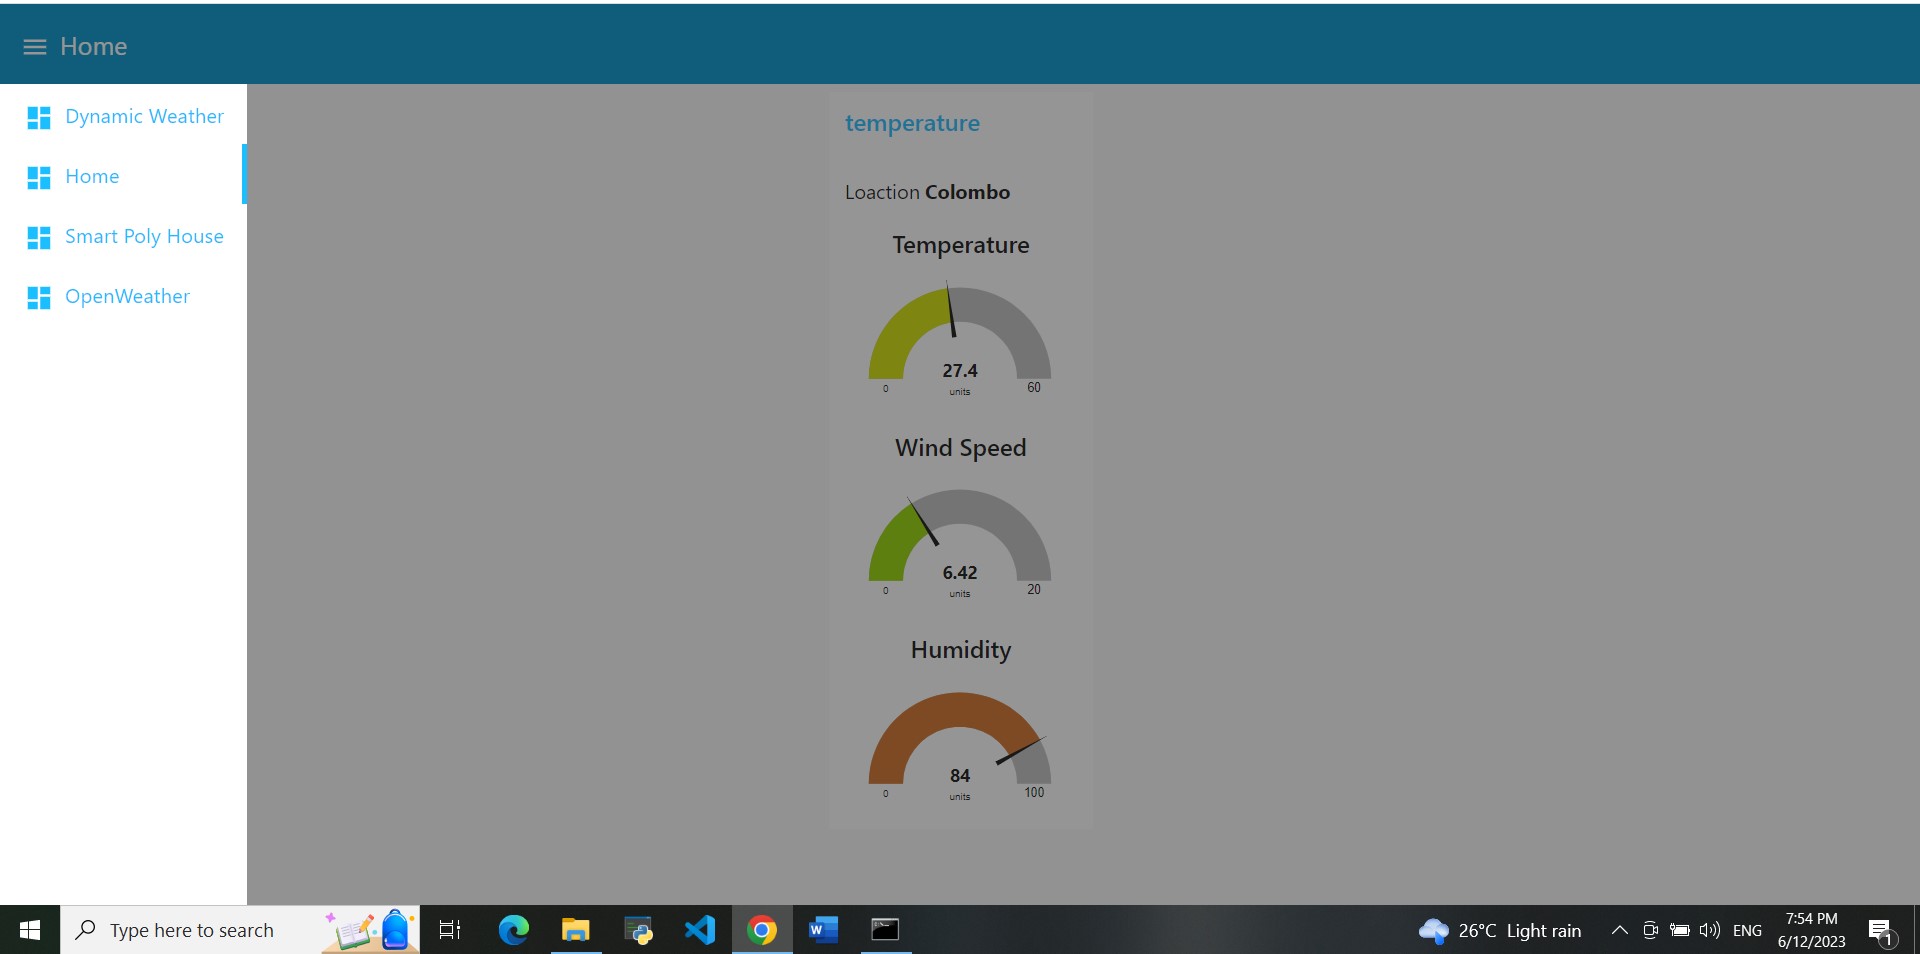 Home
Dynamic Weather
Home
Smart Poly House
OpenWeather
temperature
Loaction Colombo
Temperature
27.4
units
0
60
Wind Speed
6.42
units
0
20
Humidity
84
units
0
100
Type here to search
26°C Light rain
ENG
7:54 PM
6/12/2023
1